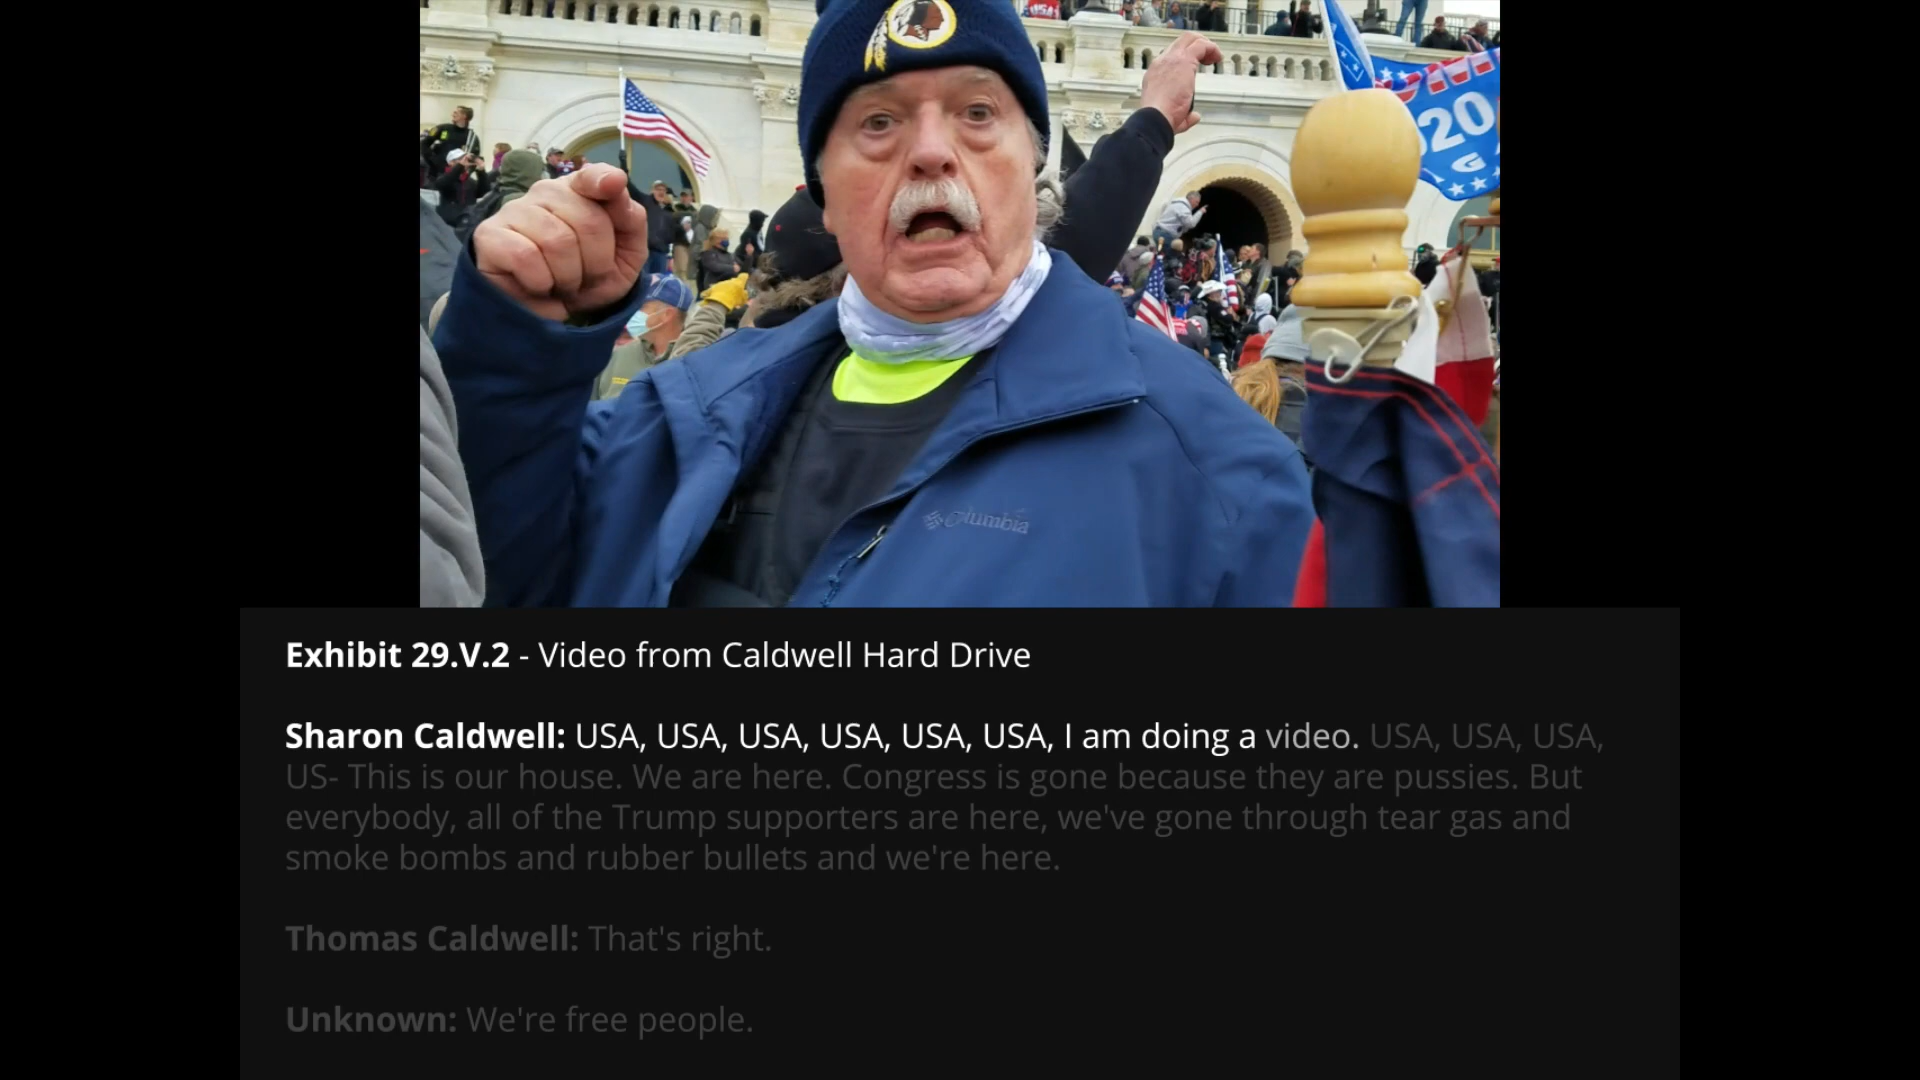 USA
20
Columbia
Exhibit 29.V.2 - Video from Caldwell Hard Drive
Sharon Caldwell: USA, USA, USA, USA, USA, USA, I am doing a video. USA, USA, USA,
US- This is our house. We are here. Congress is gone because they are pussies. But
everybody, all of the Trump supporters are here, we've gone through tear gas and
smoke bombs and rubber bullets and we're here.
Thomas Caldwell: That's right.
Unknown: We're free people.